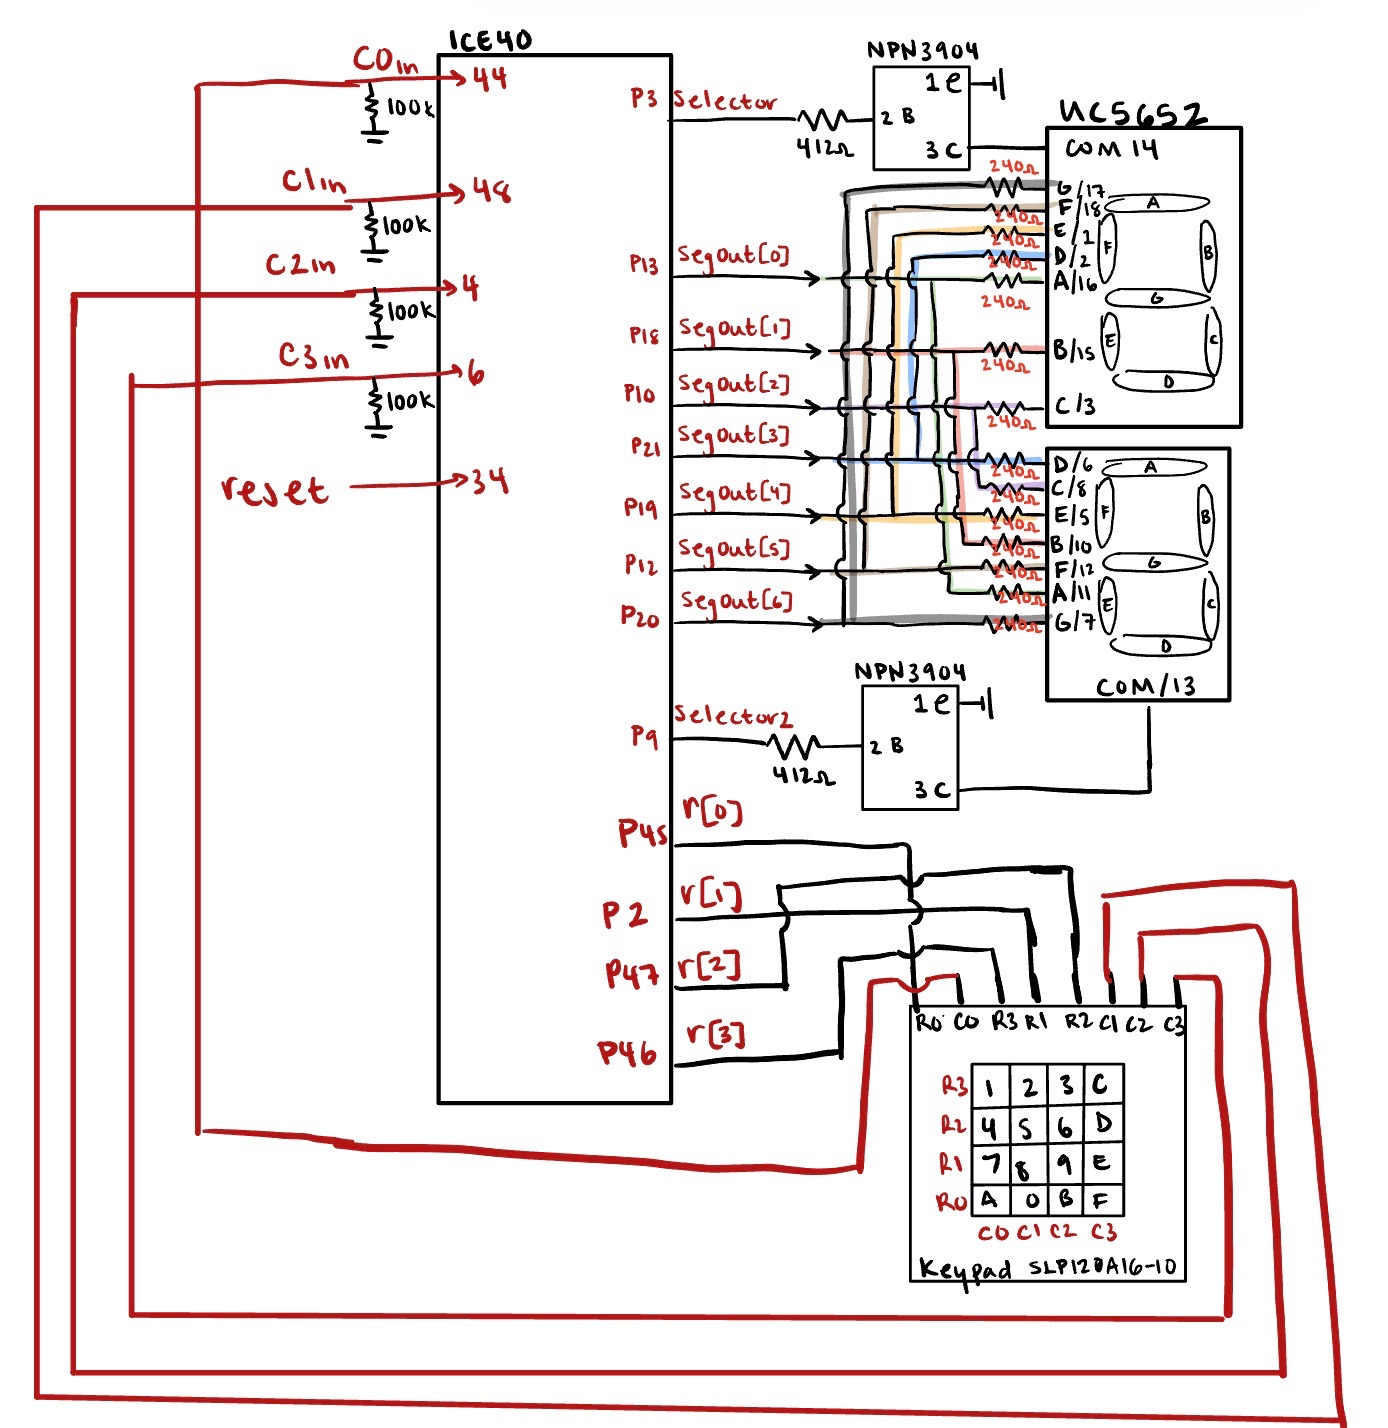 ICE40
C0in
44
100k
C1in
48
100k
C2in
4
100k
C3in
6
100k
reset
34
P3 Selector
412Ω
NPN3904
1 e
2 B
3 C
UC5652
COM 14
240Ω
G/17
F/18
240Ω
E/1
240Ω
D/2
240Ω
A/16
240Ω
B/15
240Ω
C/3
240Ω
A
F
B
G
E
C
D
P13 SegOut[0]
P18 SegOut[1]
P10 SegOut[2]
P21 SegOut[3]
P19 SegOut[4]
P12 SegOut[5]
P20 SegOut[6]
D/6
240Ω
C/8
240Ω
E/5
240Ω
B/10
240Ω
F/12
240Ω
A/11
240Ω
G/7
240Ω
A
F
B
G
E
C
D
COM/13
NPN3904
1 e
2 B
3 C
P9 Selector2
412Ω
P45 r[0]
P2 r[1]
P47 r[2]
P46 r[3]
R0 C0 R3 R1 R2 C1 C2 C3
R3 1 2 3 C
R2 4 5 6 D
R1 7 8 9 E
R0 A 0 B F
C0 C1 C2 C3
Keypad SLP120A16-10